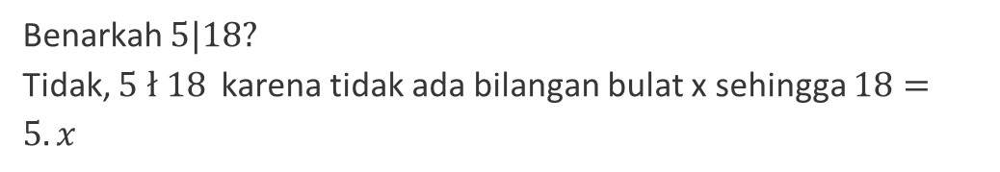 Benarkah 5|18?
Tidak, 5 ł 18 karena tidak ada bilangan bulat x sehingga 18 =
5. x